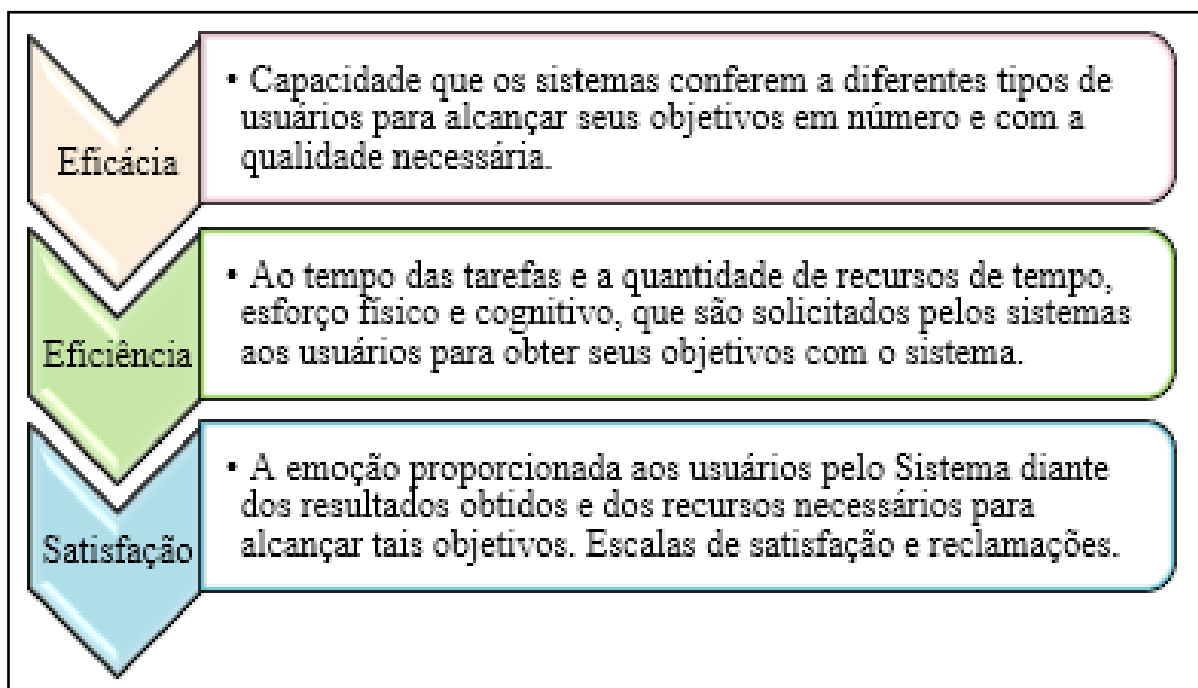 Eficácia
• Capacidade que os sistemas conferem a diferentes tipos de
usuários para alcançar seus objetivos em número e com a
qualidade necessária.
Eficiência
• Ao tempo das tarefas e a quantidade de recursos de tempo,
esforço físico e cognitivo, que são solicitados pelos sistemas
aos usuários para obter seus objetivos com o sistema.
Satisfação
• A emoção proporcionada aos usuários pelo Sistema diante
dos resultados obtidos e dos recursos necessários para
alcançar tais objetivos. Escalas de satisfação e reclamações.